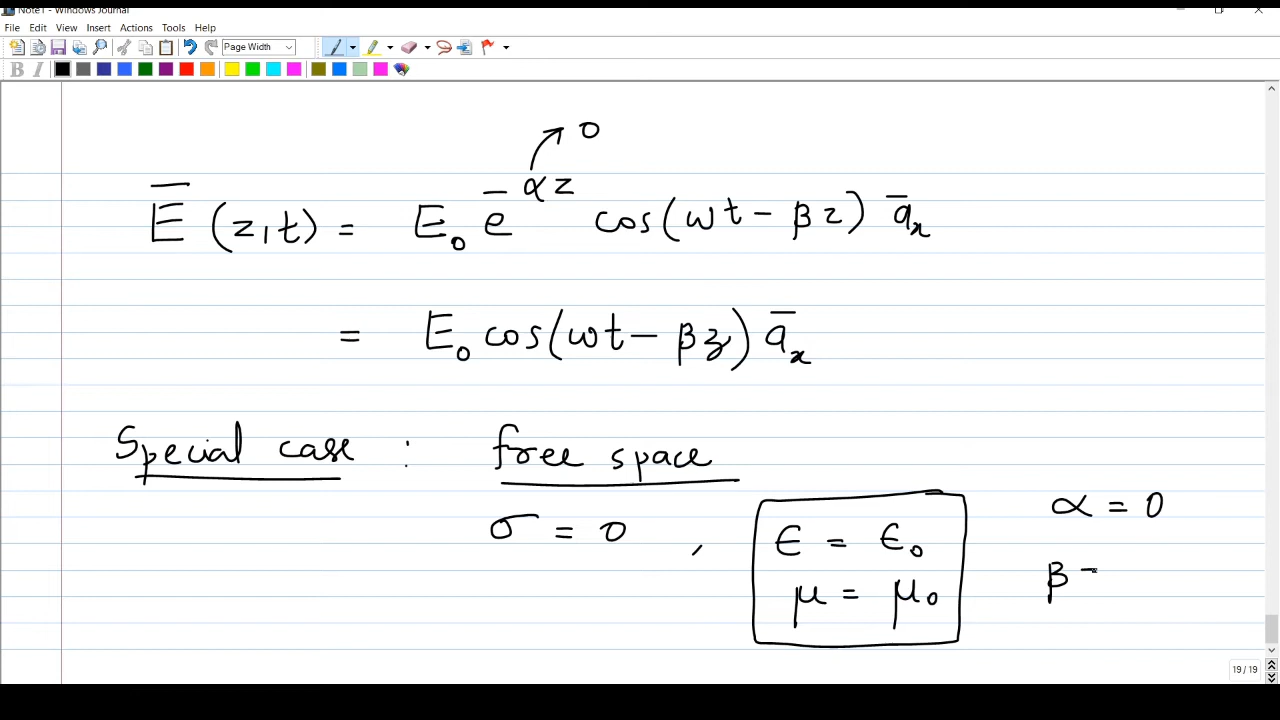 Note1 - Windows Journal
File Edit View Insert Actions Tools Help
Page Width
B I
0
E̅ (z,t) = E₀ e^(-αz) cos(ωt - βz) a̅ₓ
= E₀ cos(ωt - βz) a̅ₓ
Special case : free space
σ = 0 , ϵ = ϵ₀ α = 0
μ = μ₀ β -
19 / 19